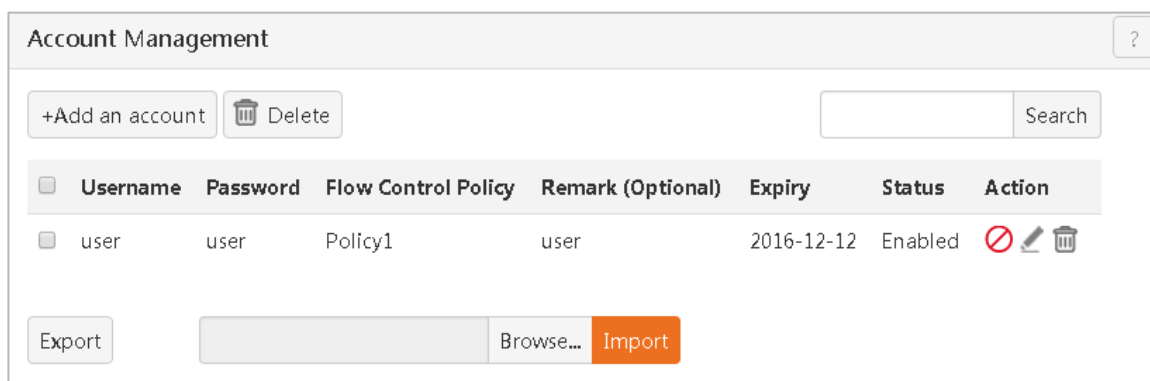 Account Management ?
+Add an account Delete Search
Username Password Flow Control Policy Remark (Optional) Expiry Status Action
user user Policy1 user 2016-12-12 Enabled
Export Browse... Import